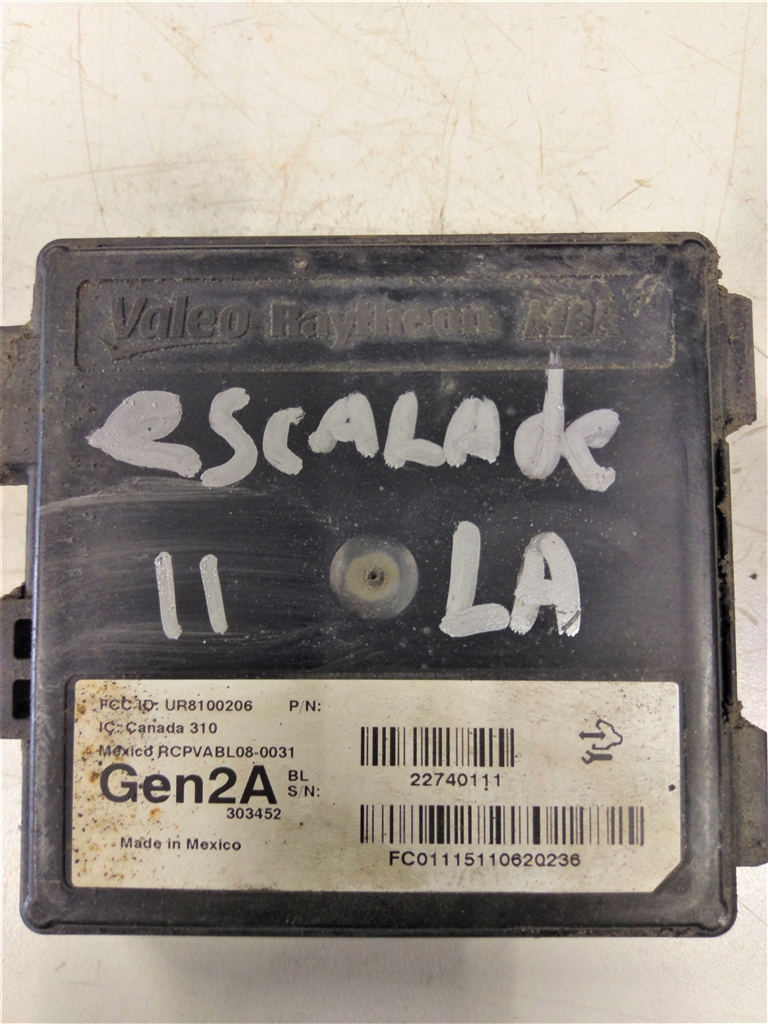 Valeo Raytheon
escALAde
11 LA
FCC ID: UR8100206 P/N:
IC: Canada 310
Mexico RCPVABL08-0031
22740111
Gen2A BL S/N:
303452
Made in Mexico
FC01115110620236